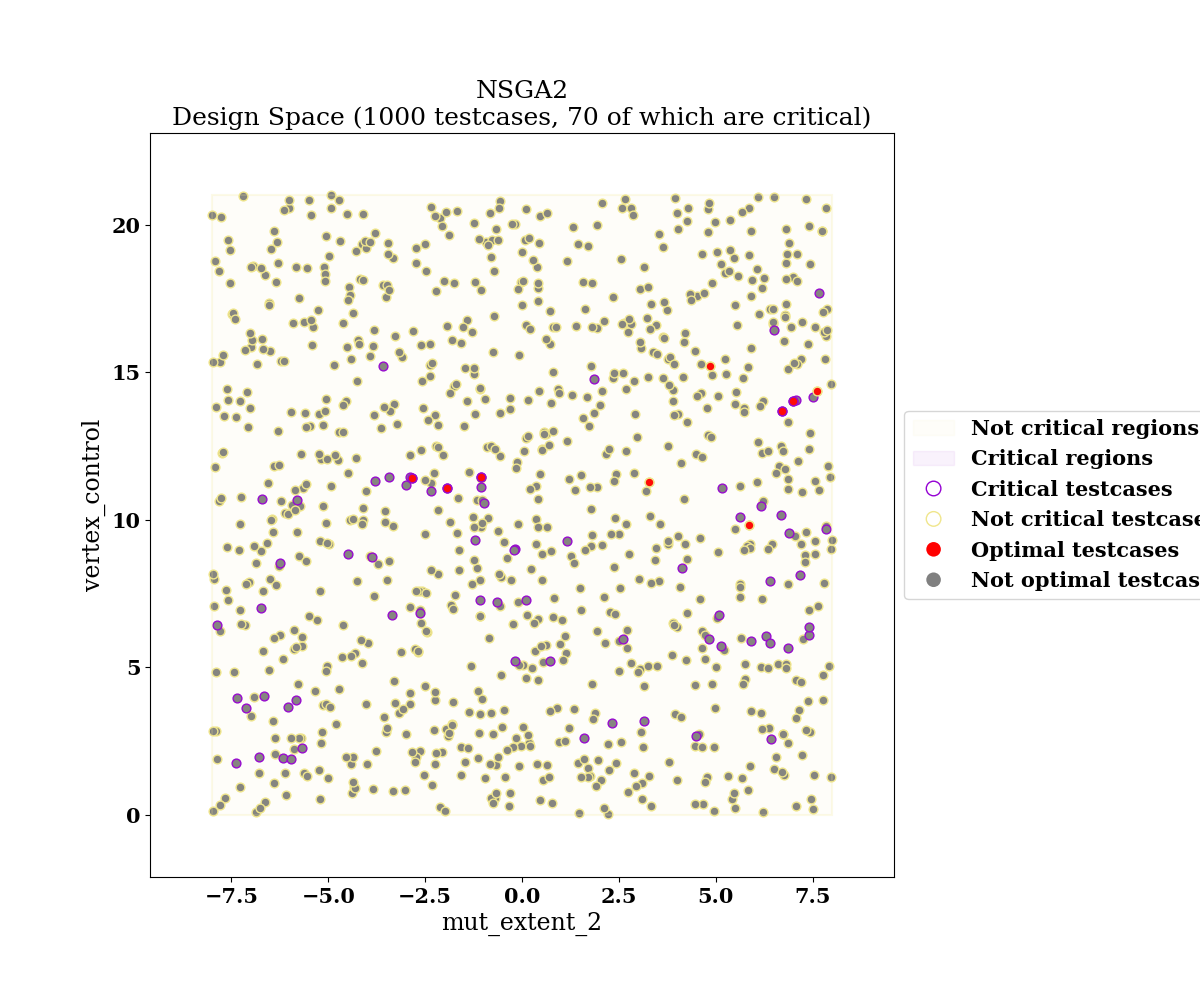 NSGA2
Design Space (1000 testcases, 70 of which are critical)
20
15
10
5
0
vertex_control
−7.5
−5.0
−2.5
0.0
2.5
5.0
7.5
mut_extent_2
Not critical regions
Critical regions
Critical testcases
Not critical testcase
Optimal testcases
Not optimal testcas